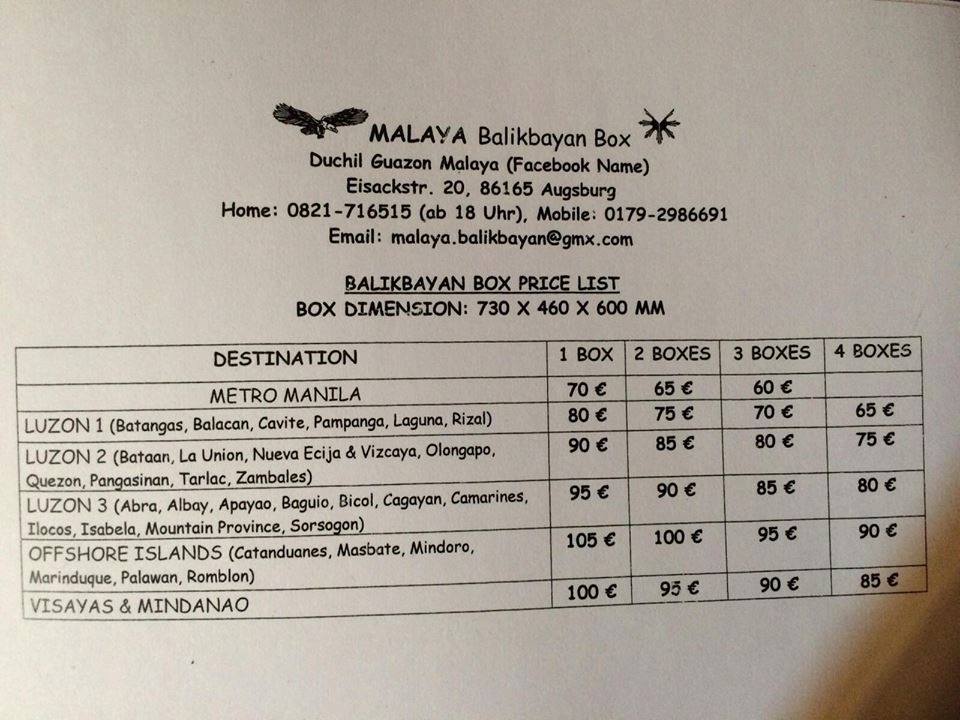 MALAYA Balikbayan Box
Duchil Guazon Malaya (Facebook Name)
Eisackstr. 20, 86165 Augsburg
Home: 0821-716515 (ab 18 Uhr), Mobile: 0179-2986691
Email: malaya.balikbayan@gmx.com
BALIKBAYAN BOX PRICE LIST
BOX DIMENSION: 730 X 460 X 600 MM
DESTINATION 1 BOX 2 BOXES 3 BOXES 4 BOXES
METRO MANILA 70 € 65 € 60 €
LUZON 1 (Batangas, Balacan, Cavite, Pampanga, Laguna, Rizal) 80 € 75 € 70 € 65 €
LUZON 2 (Bataan, La Union, Nueva Ecija & Vizcaya, Olongapo, 90 € 85 € 80 € 75 €
Quezon, Pangasinan, Tarlac, Zambales)
LUZON 3 (Abra, Albay, Apayao, Baguio, Bicol, Cagayan, Camarines, 95 € 90 € 85 € 80 €
Ilocos, Isabela, Mountain Province, Sorsogon)
OFFSHORE ISLANDS (Catanduanes, Masbate, Mindoro, 105 € 100 € 95 € 90 €
Marinduque, Palawan, Romblon)
VISAYAS & MINDANAO 100 € 95 € 90 € 85 €